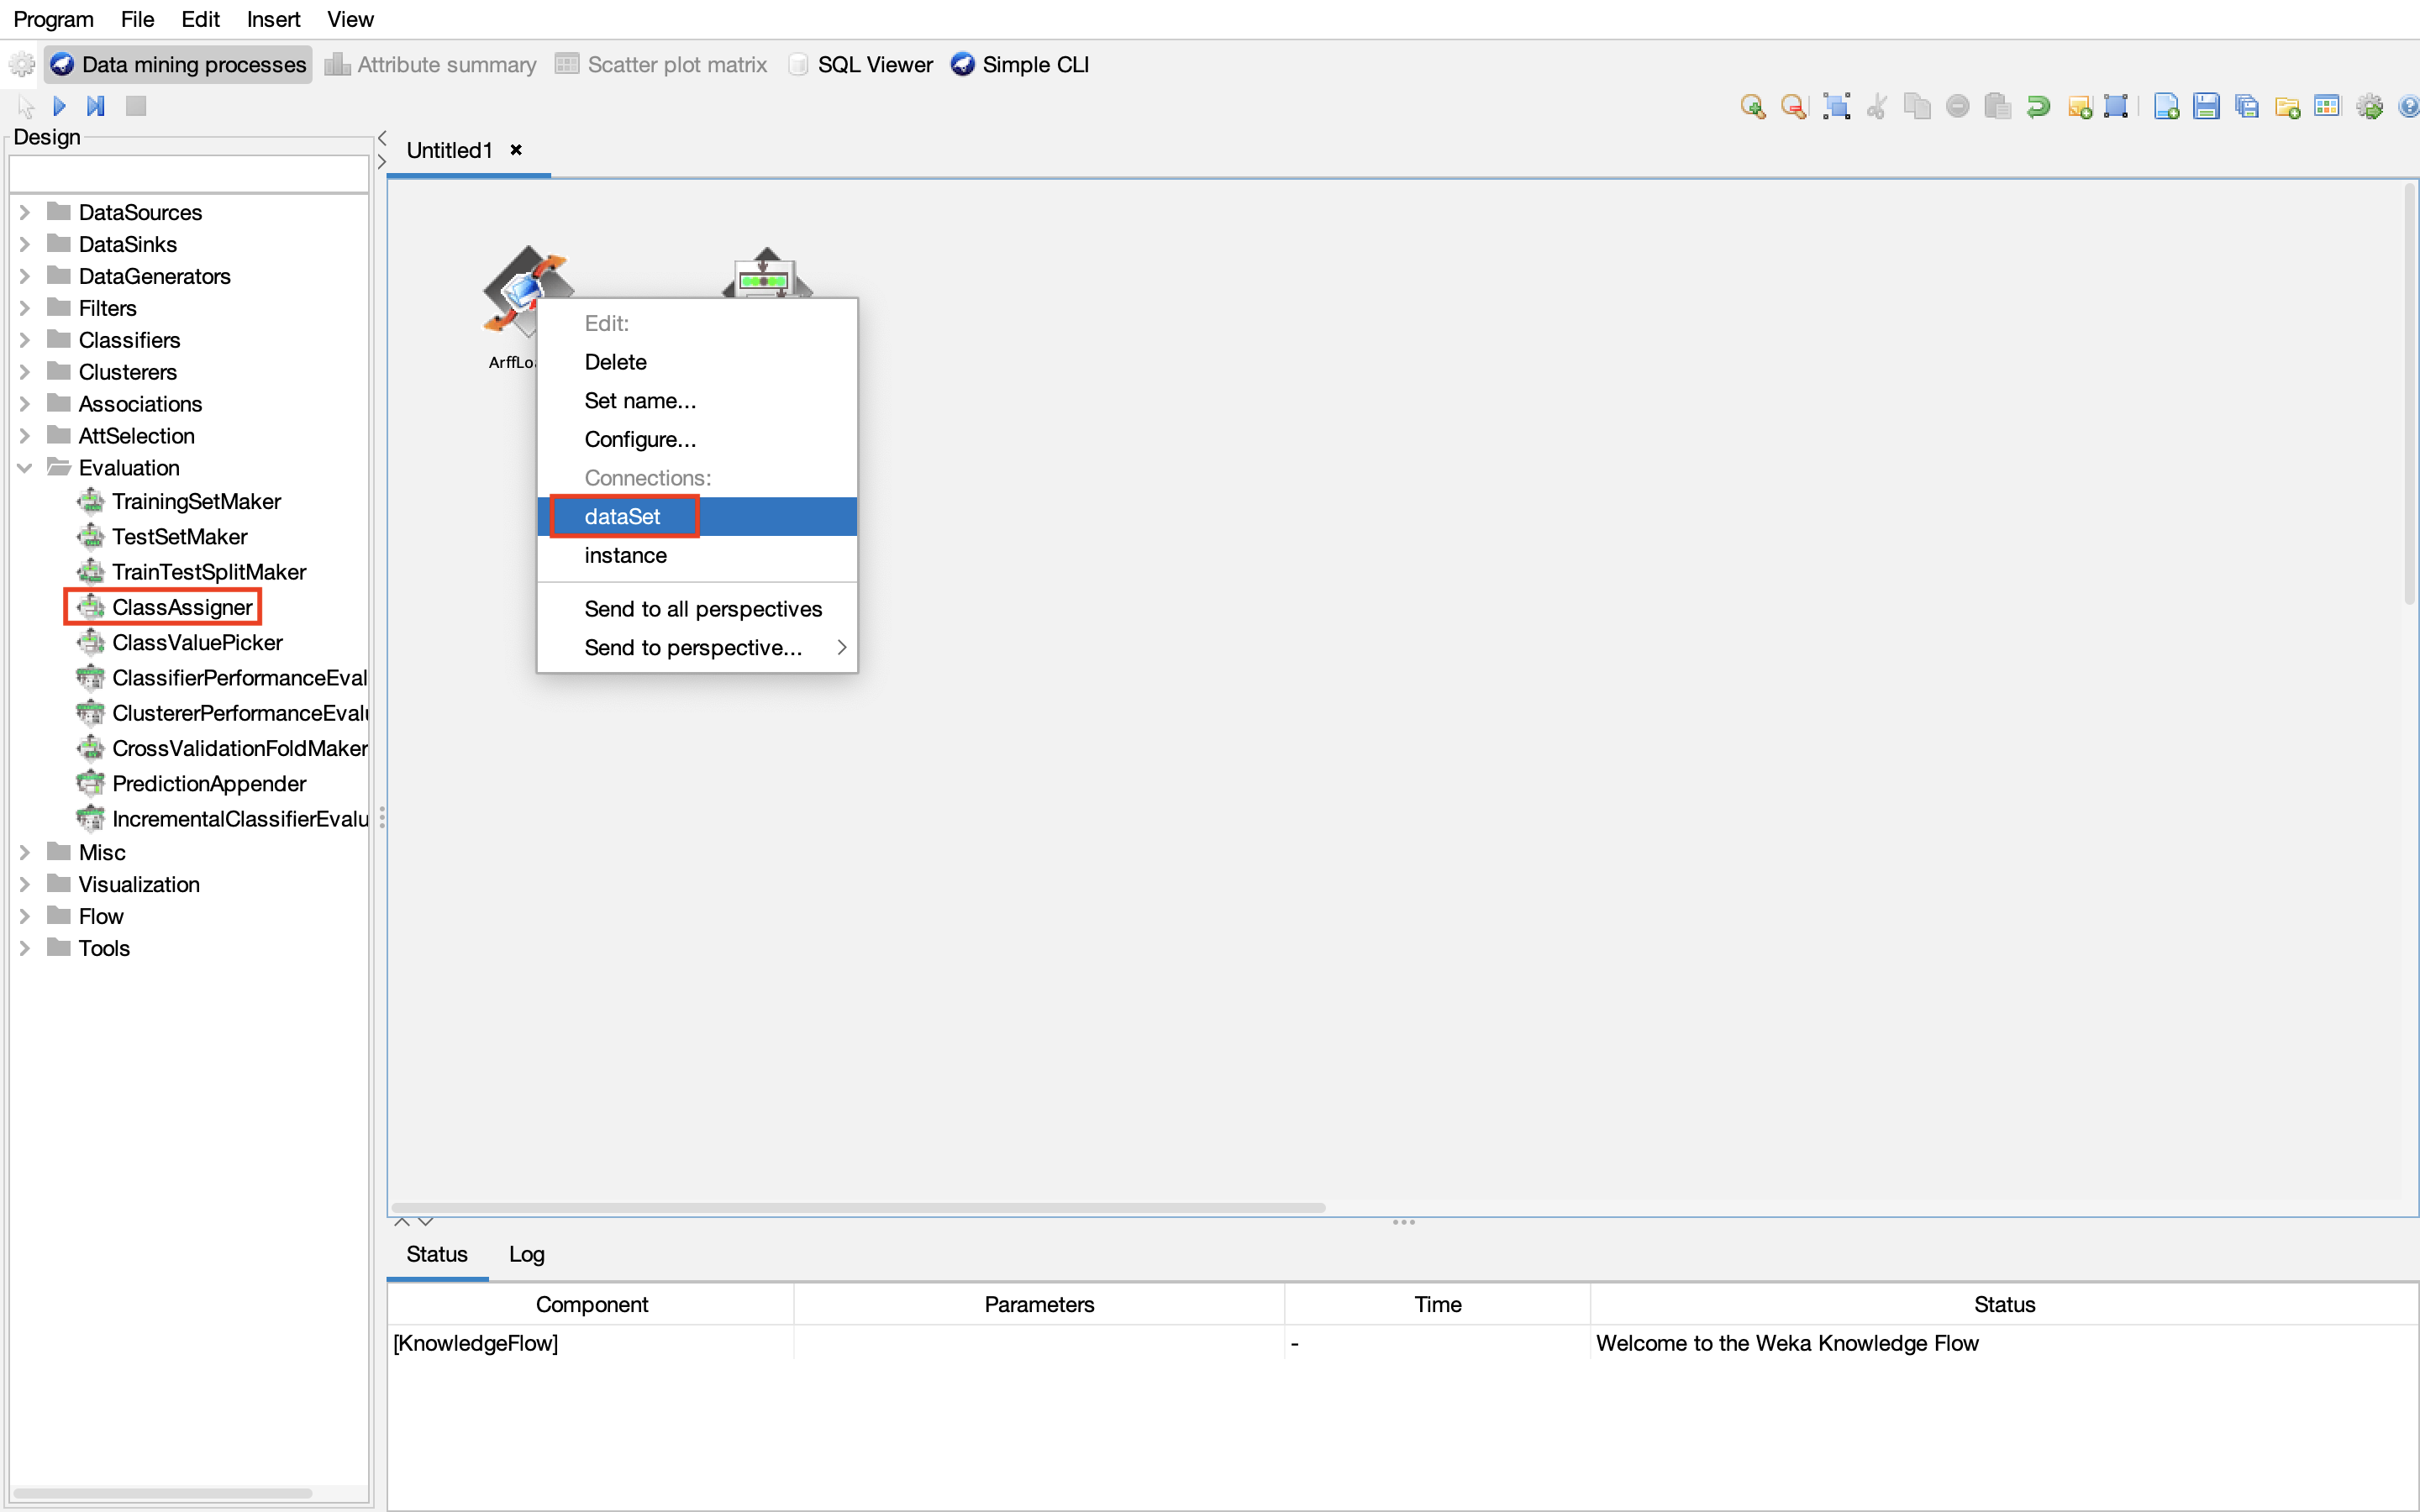 Program File Edit Insert View
Data mining processes Attribute summary Scatter plot matrix SQL Viewer Simple CLI
Design
Untitled1
DataSources
DataSinks
DataGenerators
Filters
Classifiers
Clusterers
Associations
AttSelection
Evaluation
TrainingSetMaker
TestSetMaker
TrainTestSplitMaker
ClassAssigner
ClassValuePicker
ClassifierPerformanceEval
ClustererPerformanceEvalu
CrossValidationFoldMaker
PredictionAppender
IncrementalClassifierEvalu
Misc
Visualization
Flow
Tools
ArffLoa
Edit:
Delete
Set name...
Configure...
Connections:
dataSet
instance
Send to all perspectives
Send to perspective...
Status Log
Component Parameters Time Status
[KnowledgeFlow] - Welcome to the Weka Knowledge Flow